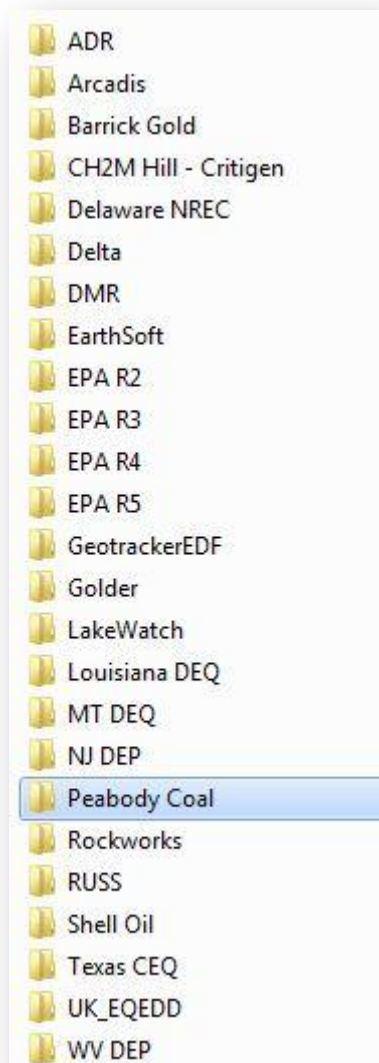 ADR
Arcadis
Barrick Gold
CH2M Hill - Critigen
Delaware NREC
Delta
DMR
EarthSoft
EPA R2
EPA R3
EPA R4
EPA R5
GeotrackerEDF
Golder
LakeWatch
Louisiana DEQ
MT DEQ
NJ DEP
Peabody Coal
Rockworks
RUSS
Shell Oil
Texas CEQ
UK_EQEDD
WV DEP